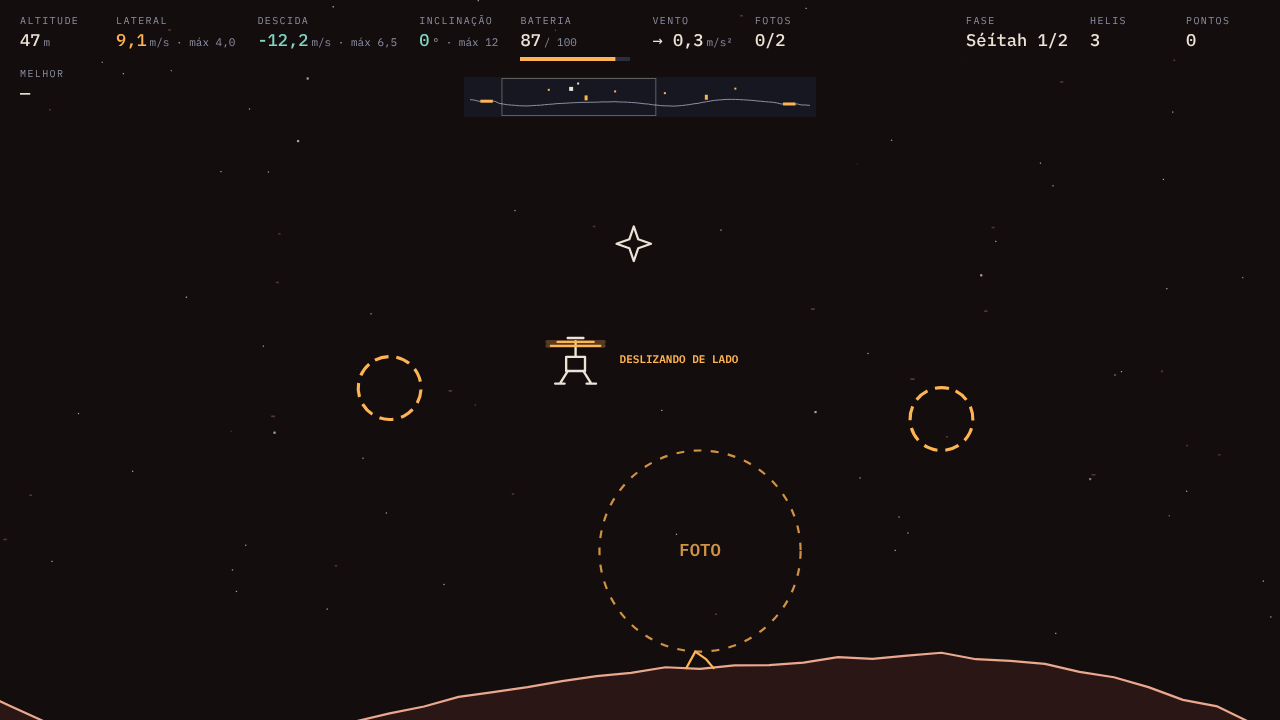 ALTITUDE
47 m
LATERAL
9,1 m/s · máx 4,0
DESCIDA
-12,2 m/s · máx 6,5
INCLINAÇÃO
0° · máx 12
BATERIA
87 / 100
VENTO
→ 0,3 m/s²
FOTOS
0/2
FASE
Séítah 1/2
HELIS
3
PONTOS
0
MELHOR
—
DESLIZANDO DE LADO
FOTO